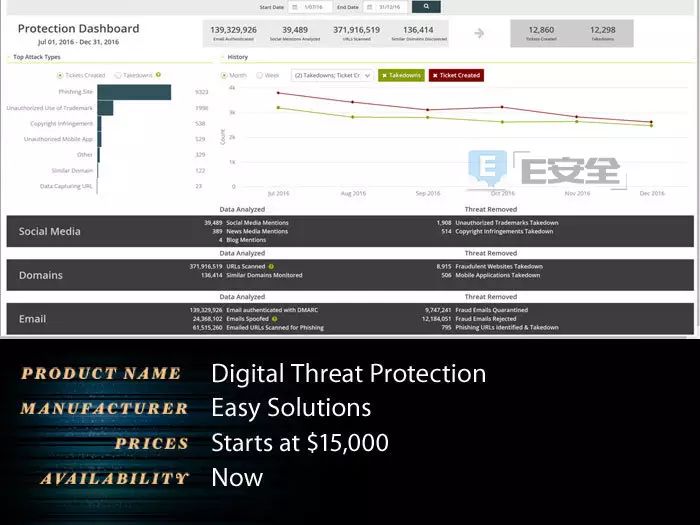 Start Date 1/07/16 End Date 31/12/16
Protection Dashboard
Jul 01, 2016 - Dec 31, 2016
139,329,926 39,489 371,916,519 136,414
Email Authenticated Social Mentions Analyzed URLs Scanned Similar Domains Discovered
12,860 12,298
Tickets Created Takedowns
Top Attack Types
Tickets Created Takedowns
Phishing Site 9323
Unauthorized Use of Trademark 1996
Copyright Infringement 538
Unauthorized Mobile App 529
Other 329
Similar Domain 122
Data Capturing URL 23
History
Month Week (2) Takedowns; Ticket Cr × Takedowns × Ticket Created
4k
3k
2k
1k
0
Count
Jul 2016 Aug 2016 Sep 2016 Oct 2016 Nov 2016 Dec 2016
E安全
Data Analyzed Threat Removed
Social Media
39,489 Social Media Mentions 1,908 Unauthorized Trademarks Takedown
389 News Media Mentions 514 Copyright Infringements Takedown
4 Blog Mentions
Data Analyzed Threat Removed
Domains
371,916,519 URLs Scanned 8,915 Fraudulent Websites Takedown
136,414 Similar Domains Monitored 506 Mobile Applications Takedown
Data Analyzed Threat Removed
Email
139,329,926 Email authenticated with DMARC 9,747,241 Fraud Emails Quarantined
24,368,102 Emails Spoofed 12,184,051 Fraud Emails Rejected
61,515,260 Emailed URLs Scanned for Phishing 795 Phishing URLs Identified & Takedown
PRODUCT NAME Digital Threat Protection
MANUFACTURER Easy Solutions
PRICES Starts at $15,000
AVAILABILITY Now